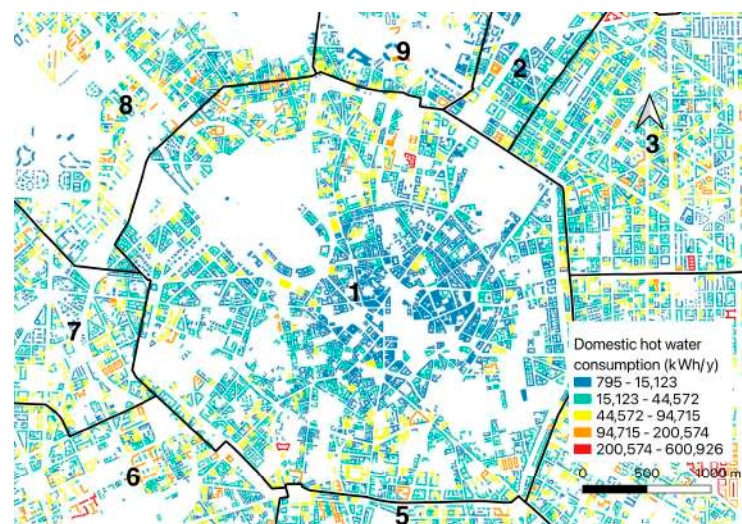 9
2
8
3
1
7
Domestic hot water
consumption (kWh/y)
795 - 15,123
15,123 - 44,572
44,572 - 94,715
94,715 - 200,574
200,574 - 600,926
6
0 500 1000 m
5